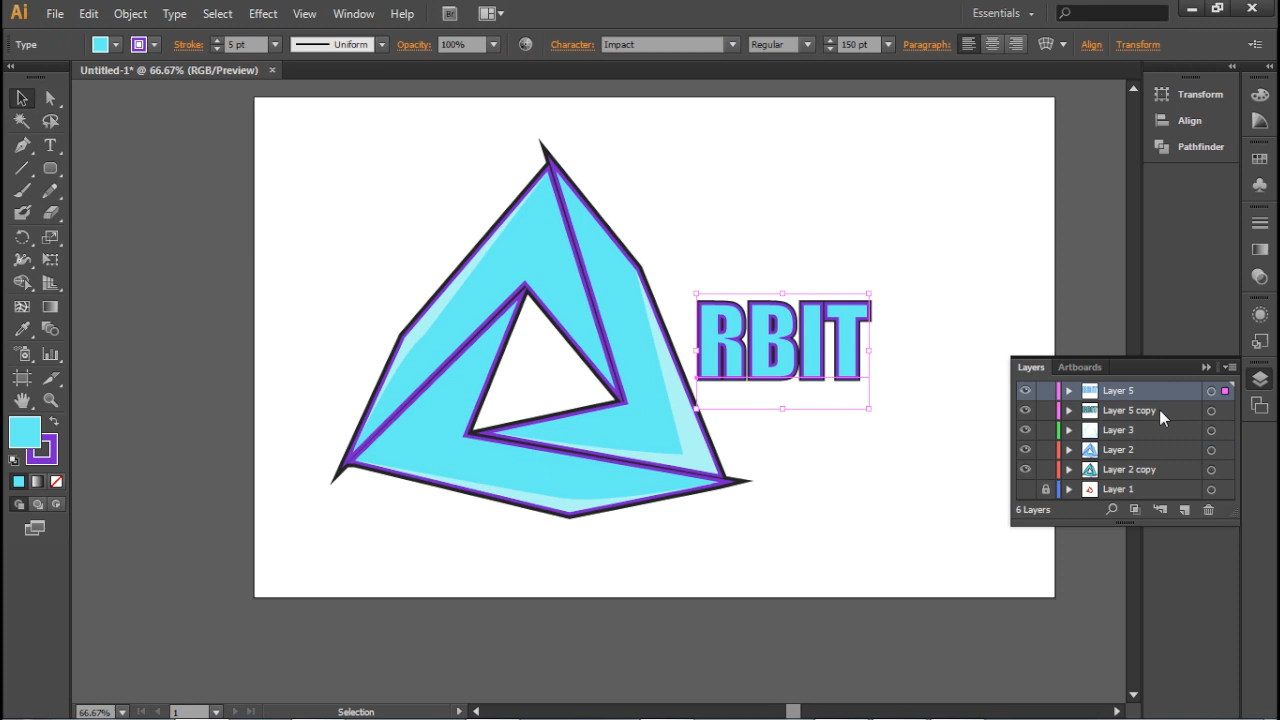 Ai File Edit Object Type Select Effect View Window Help Br Essentials
Type Stroke: 5 pt Uniform Opacity: 100% Character: Impact Regular 150 pt Paragraph: Align Transform
Untitled-1* @ 66.67% (RGB/Preview) ×
Transform
Align
Pathfinder
RBIT
Layers Artboards
Layer 5
Layer 5 copy
Layer 3
Layer 2
Layer 2 copy
Layer 1
6 Layers
66.67% 1 Selection